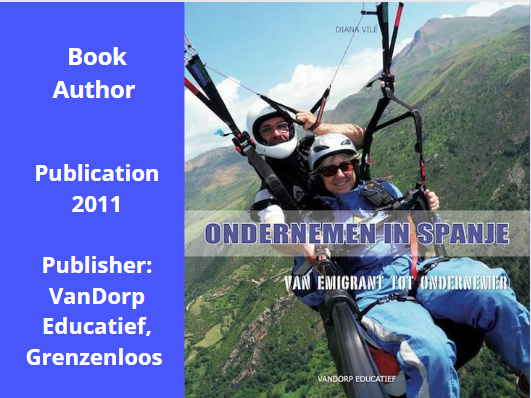 Book
Author
Publication
2011
Publisher:
VanDorp
Educatief,
Grenzenloos
DIANA VILÉ
ONDERNEMEN IN SPANJE
VAN EMIGRANT TOT ONDERNEMER
VANDORP EDUCATIEF